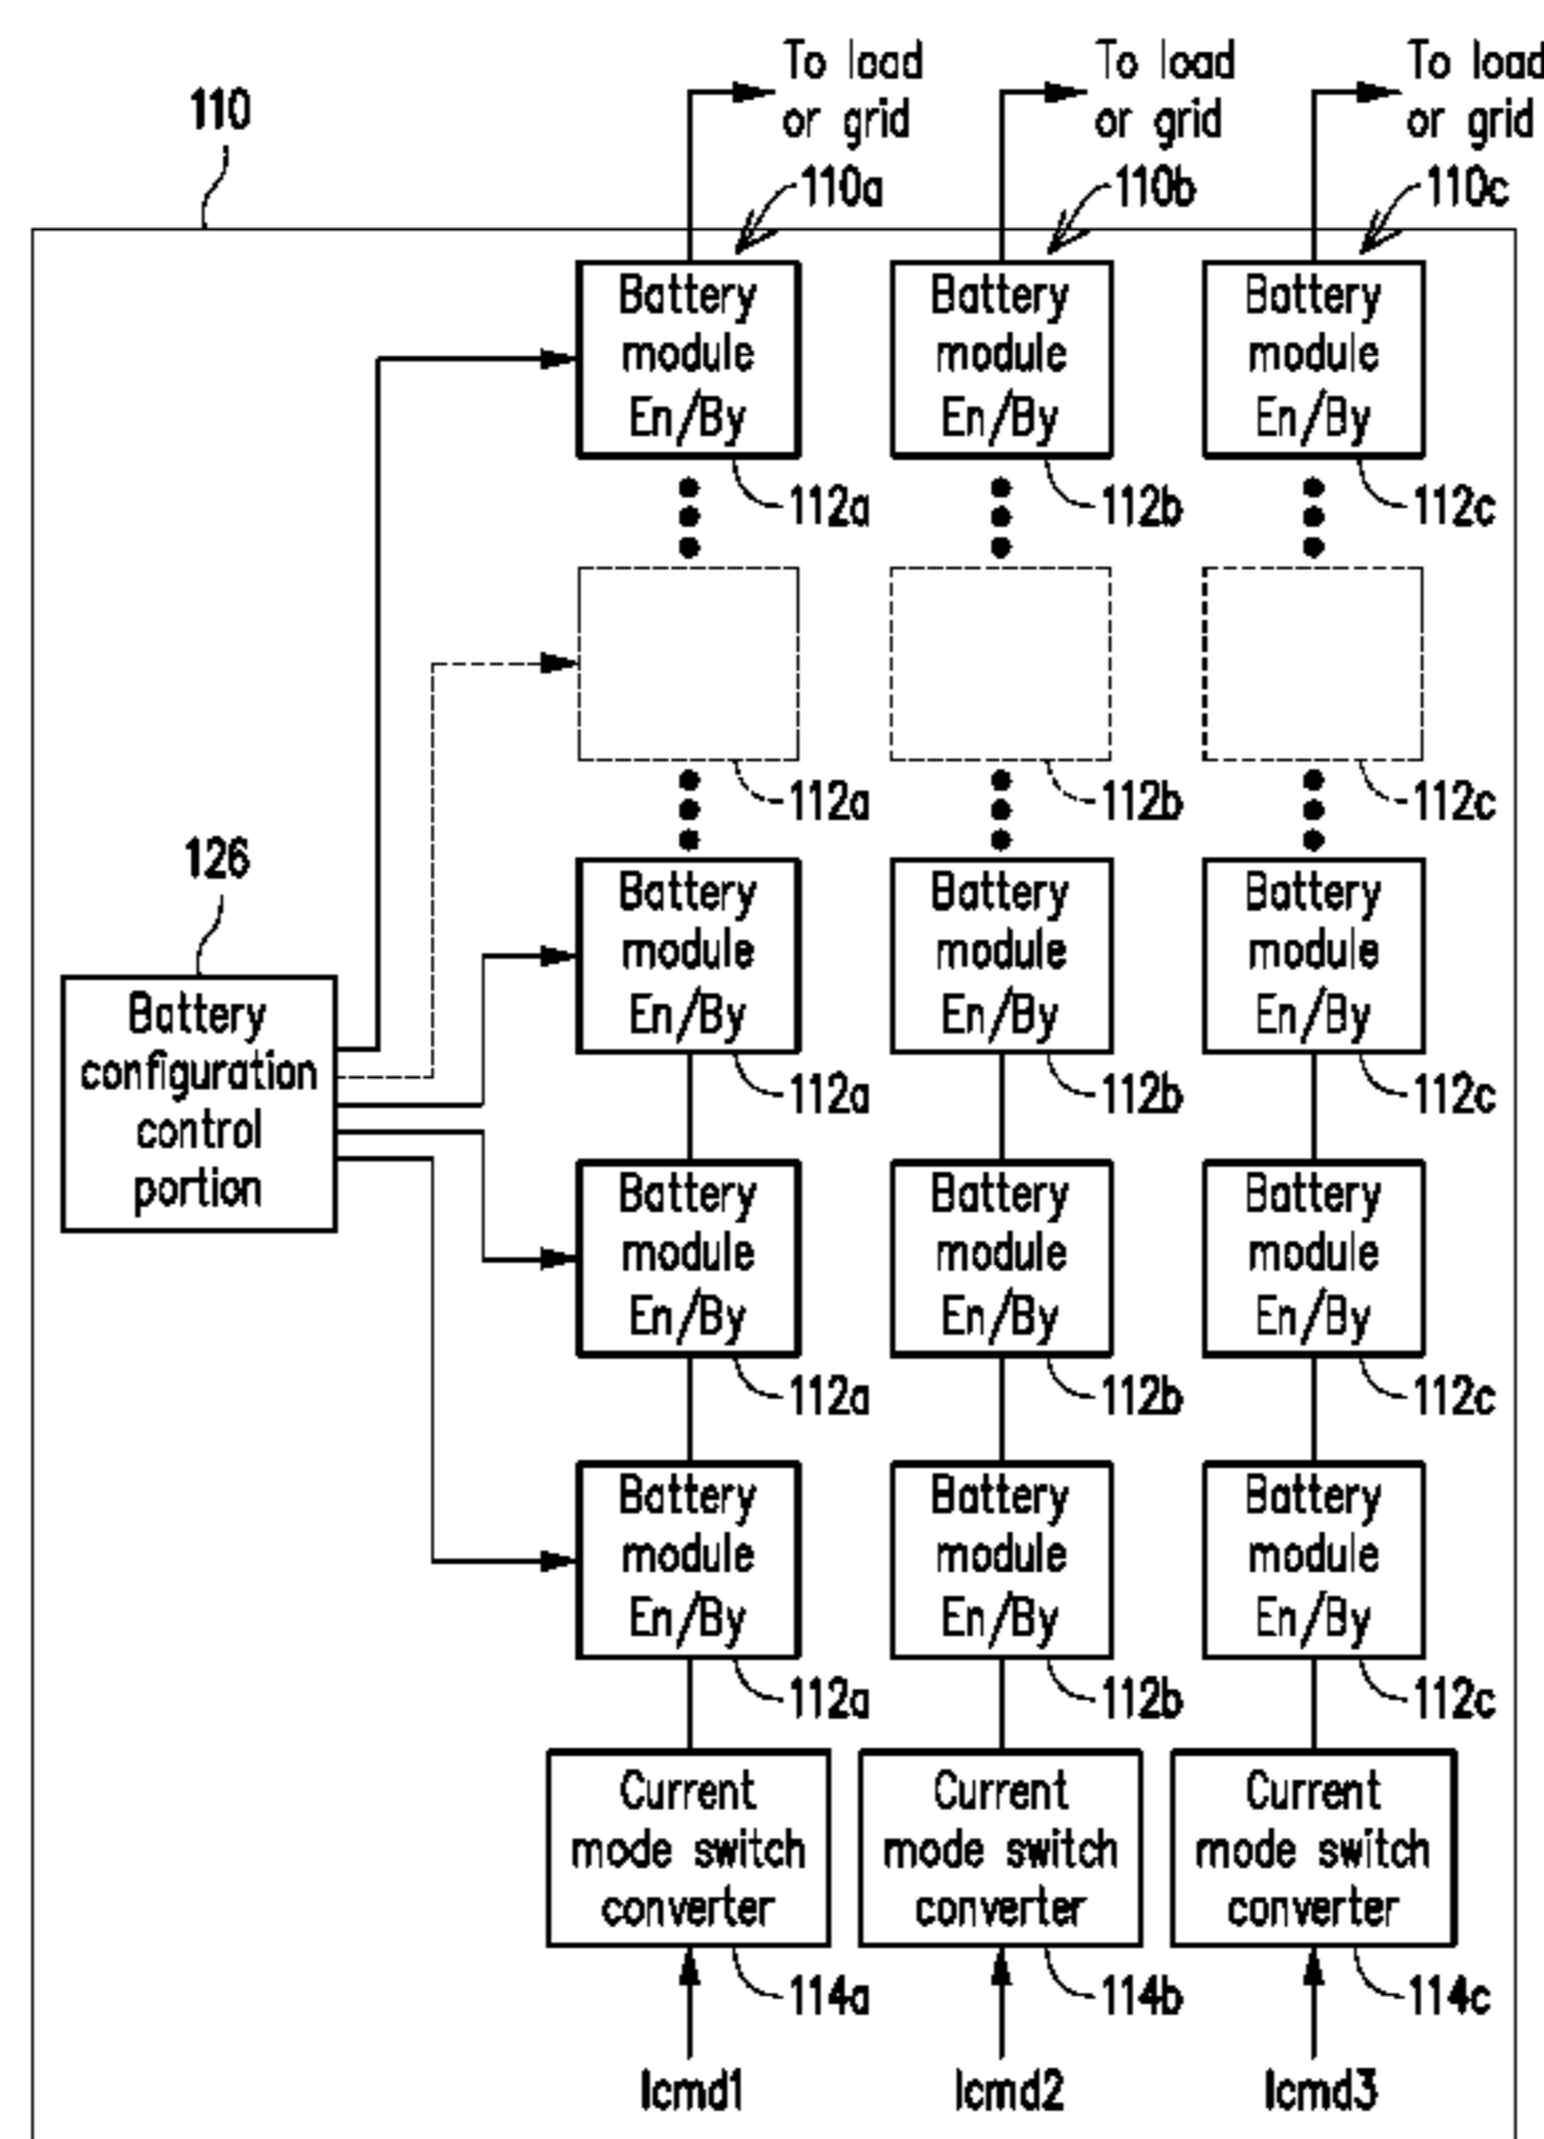 To load
or grid
To load
or grid
To load
or grid
110
110a
110b
110c
Battery
module
En/By
Battery
module
En/By
Battery
module
En/By
112a
112b
112c
112a
112b
112c
126
Battery
configuration
control
portion
Battery
module
En/By
Battery
module
En/By
Battery
module
En/By
112a
112b
112c
Battery
module
En/By
Battery
module
En/By
Battery
module
En/By
112a
112b
112c
Battery
module
En/By
Battery
module
En/By
Battery
module
En/By
112a
112b
112c
Current
mode switch
converter
Current
mode switch
converter
Current
mode switch
converter
114a
114b
114c
Icmd1
Icmd2
Icmd3